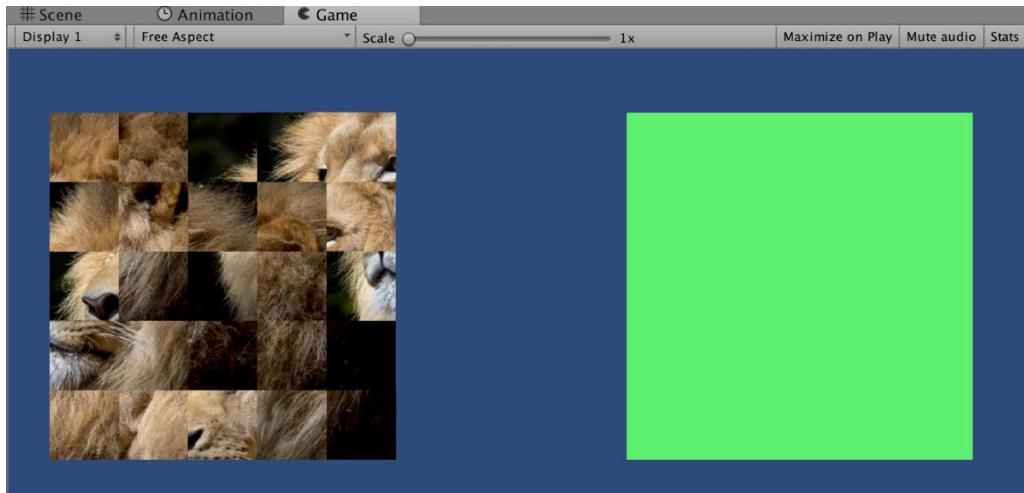 Scene Animation Game
Display 1 Free Aspect Scale 1x Maximize on Play Mute audio Stats